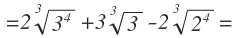 =2∛3⁴ +3∛3 -2∛2⁴ =